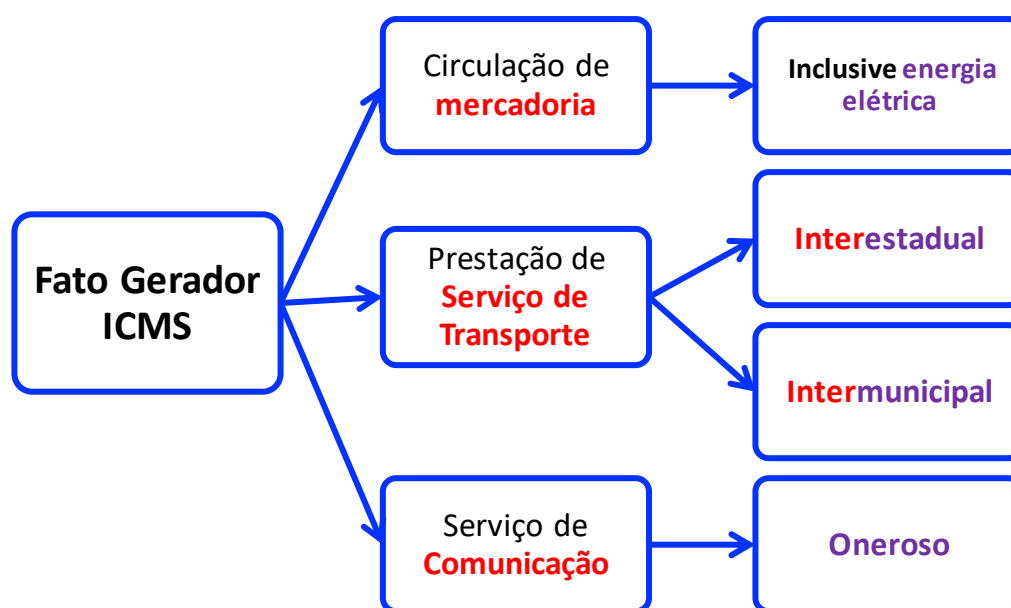 Fato Gerador
ICMS
Circulação de
mercadoria
Inclusive energia
elétrica
Prestação de
Serviço de
Transporte
Interestadual
Intermunicipal
Serviço de
Comunicação
Oneroso